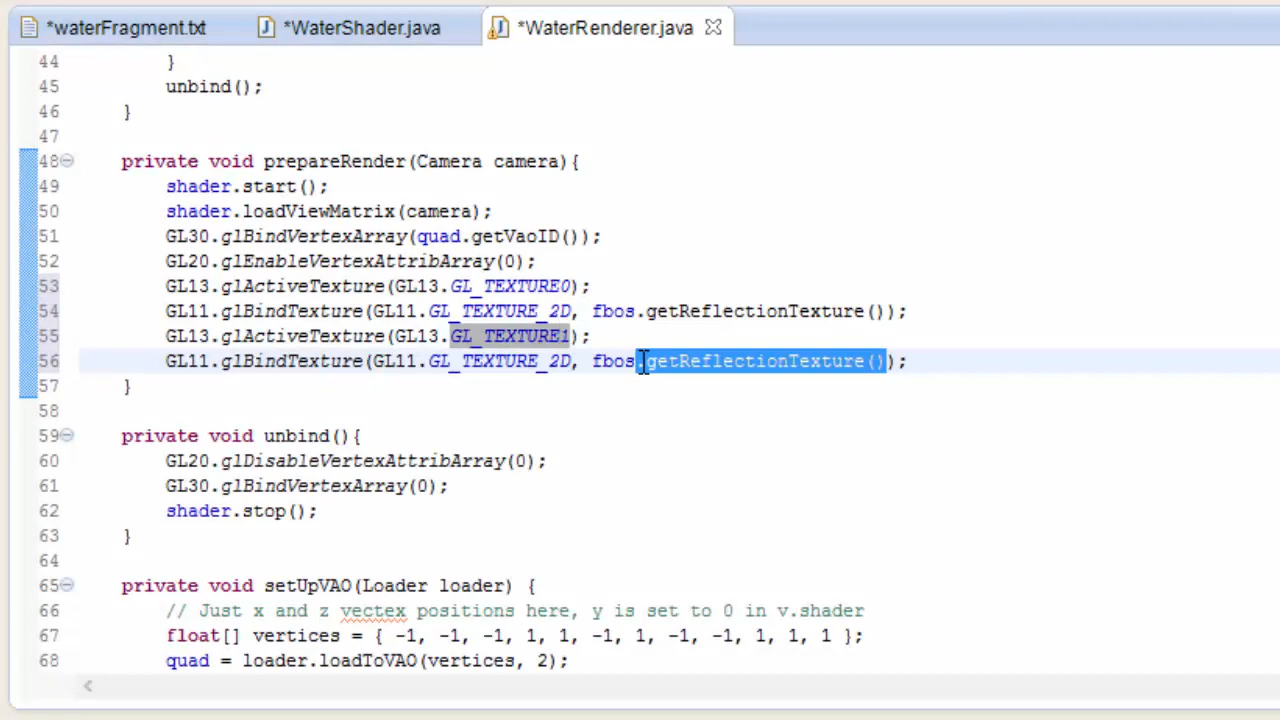 *waterFragment.txt *WaterShader.java *WaterRenderer.java
44 }
45 unbind();
46 }
47
48 private void prepareRender(Camera camera){
49 shader.start();
50 shader.loadViewMatrix(camera);
51 GL30.glBindVertexArray(quad.getVaoID());
52 GL20.glEnableVertexAttribArray(0);
53 GL13.glActiveTexture(GL13.GL_TEXTURE0);
54 GL11.glBindTexture(GL11.GL_TEXTURE_2D, fbos.getReflectionTexture());
55 GL13.glActiveTexture(GL13.GL_TEXTURE1);
56 GL11.glBindTexture(GL11.GL_TEXTURE_2D, fbos.getReflectionTexture());
57 }
58
59 private void unbind(){
60 GL20.glDisableVertexAttribArray(0);
61 GL30.glBindVertexArray(0);
62 shader.stop();
63 }
64
65 private void setUpVAO(Loader loader) {
66 // Just x and z vectex positions here, y is set to 0 in v.shader
67 float[] vertices = { -1, -1, -1, 1, 1, -1, 1, -1, -1, 1, 1, 1 };
68 quad = loader.loadToVAO(vertices, 2);